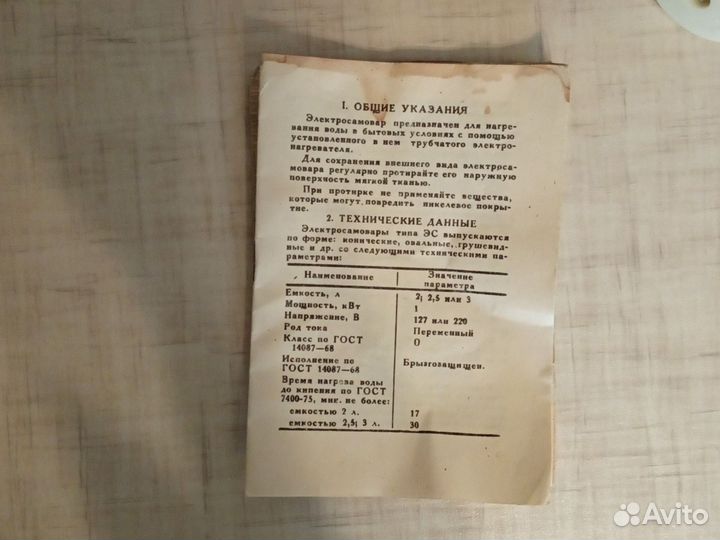 1. ОБЩИЕ УКАЗАНИЯ
Электросамовар предназначен для нагре-
вания воды в бытовых условиях с помощью
установленного в нем трубчатого электро-
нагревателя.
Для сохранения внешнего вида электроса-
мовара регулярно протирайте его наружную
поверхность мягкой тканью.
При протирке не применяйте вещества,
которые могут повредить никелевое покры-
тие.
2. ТЕХНИЧЕСКИЕ ДАННЫЕ
Электросамовары типа ЭС выпускаются
по форме: конические, овальные, грушевид-
ные и др. со следующими техническими па-
раметрами:
Наименование Значение
параметра
Емкость, л 2; 2,5 или 3
Мощность, кВт 1
Напряжение, В 127 или 220
Род тока Переменный
Класс по ГОСТ
14087—68 0
Исполнение по
ГОСТ 14087—68 Брызгозащищен.
Время нагрева воды
до кипения по ГОСТ
7400-75, мин. не более:
емкостью 2 л. 17
емкостью 2,5; 3 л. 30
Avito